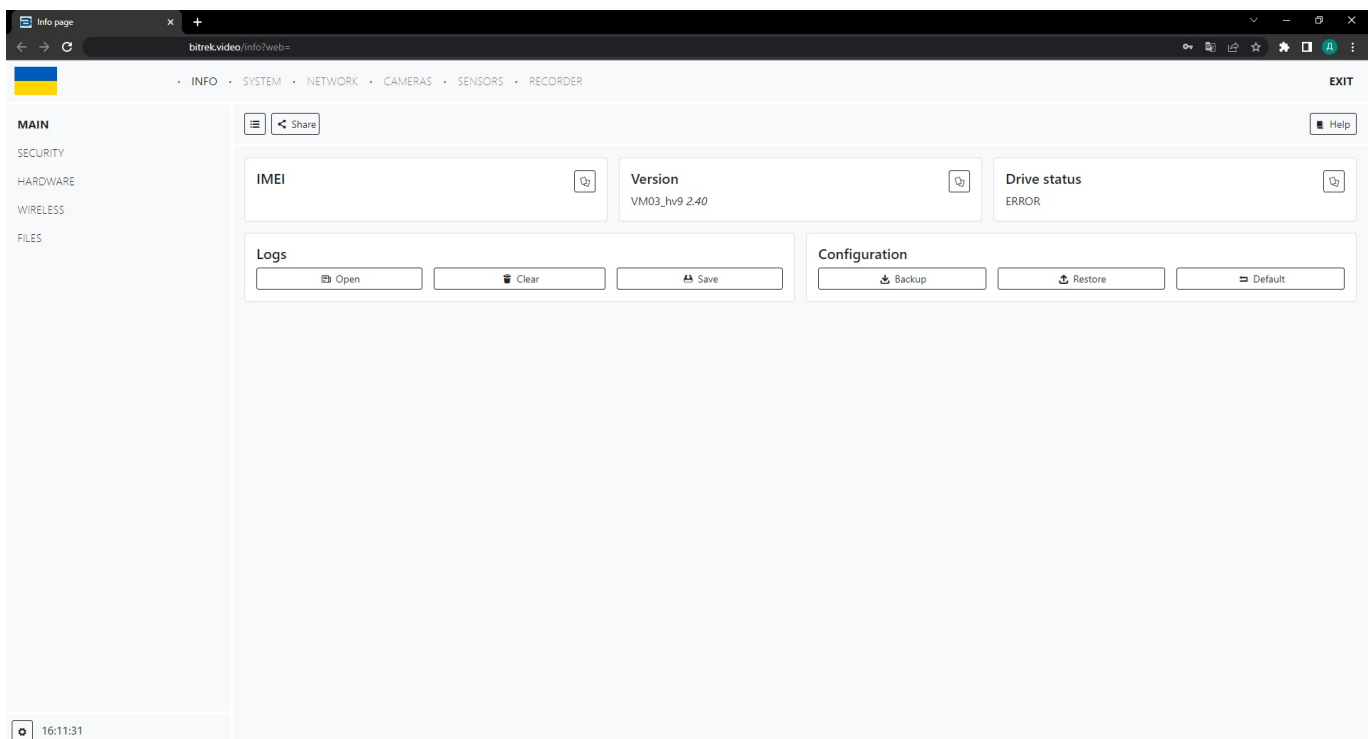 Info page
bitrek.video/info?web=
Д
· INFO · SYSTEM · NETWORK · CAMERAS · SENSORS · RECORDER
EXIT
MAIN
SECURITY
HARDWARE
WIRELESS
FILES
Share
Help
IMEI
Version
VM03_hv9 2.40
Drive status
ERROR
Logs
Open
Clear
Save
Configuration
Backup
Restore
Default
16:11:31